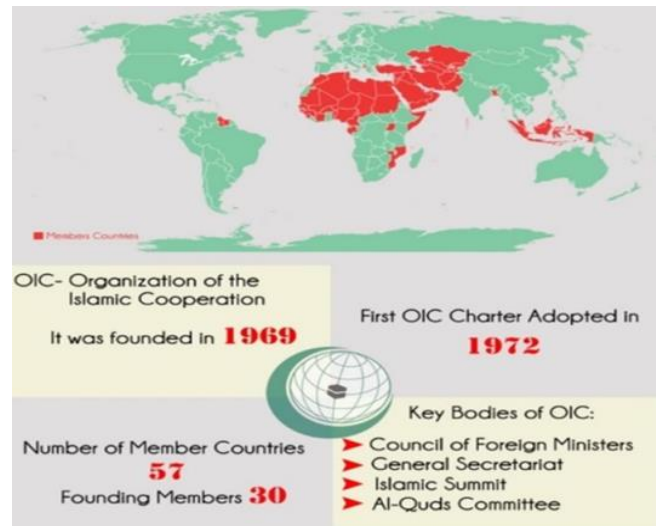 Members Countries
OIC- Organization of the
Islamic Cooperation
It was founded in 1969
First OIC Charter Adopted in
1972
Number of Member Countries
57
Founding Members 30
Key Bodies of OIC:
Council of Foreign Ministers
General Secretariat
Islamic Summit
Al-Quds Committee